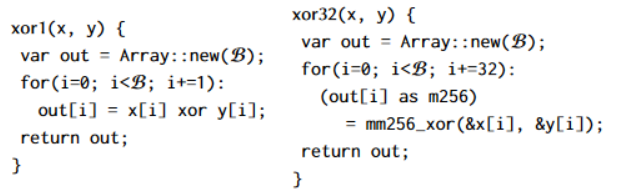 xor1(x, y) {
var out = Array::new(ℬ);
for(i=0; i<ℬ; i+=1):
out[i] = x[i] xor y[i];
return out;
}
xor32(x, y) {
var out = Array::new(ℬ);
for(i=0; i<ℬ; i+=32):
(out[i] as m256)
= mm256_xor(&x[i], &y[i]);
return out;
}